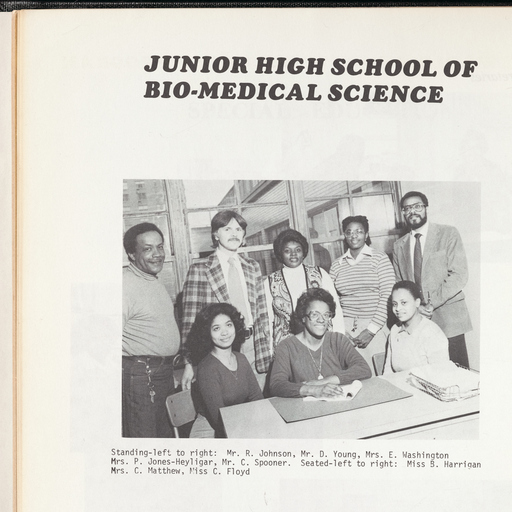 JUNIOR HIGH SCHOOL OF
BIO-MEDICAL SCIENCE
Standing-left to right: Mr. R. Johnson, Mr. D. Young, Mrs. E. Washington
Mrs. P. Jones-Heyligar, Mr. C. Spooner. Seated-left to right: Miss B. Harrigan
Mrs. C. Matthew, Miss C. Floyd